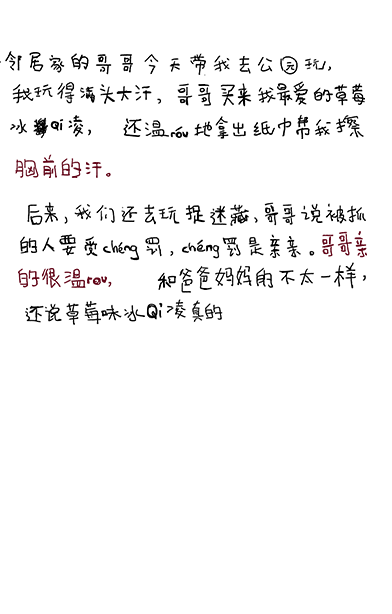 邻居家的哥哥今天带我去公园玩,
我玩得满头大汗,哥哥买来我最爱的草莓
冰Qi凌,还温róu地拿出纸巾帮我擦
胸前的汗。
后来,我们还去玩捉迷藏,哥哥说被抓
的人要受chéng罚,chéng罚是亲亲。哥哥亲
的很温rou,和爸爸妈妈的不太一样,
还说草莓味冰Qi凌真的